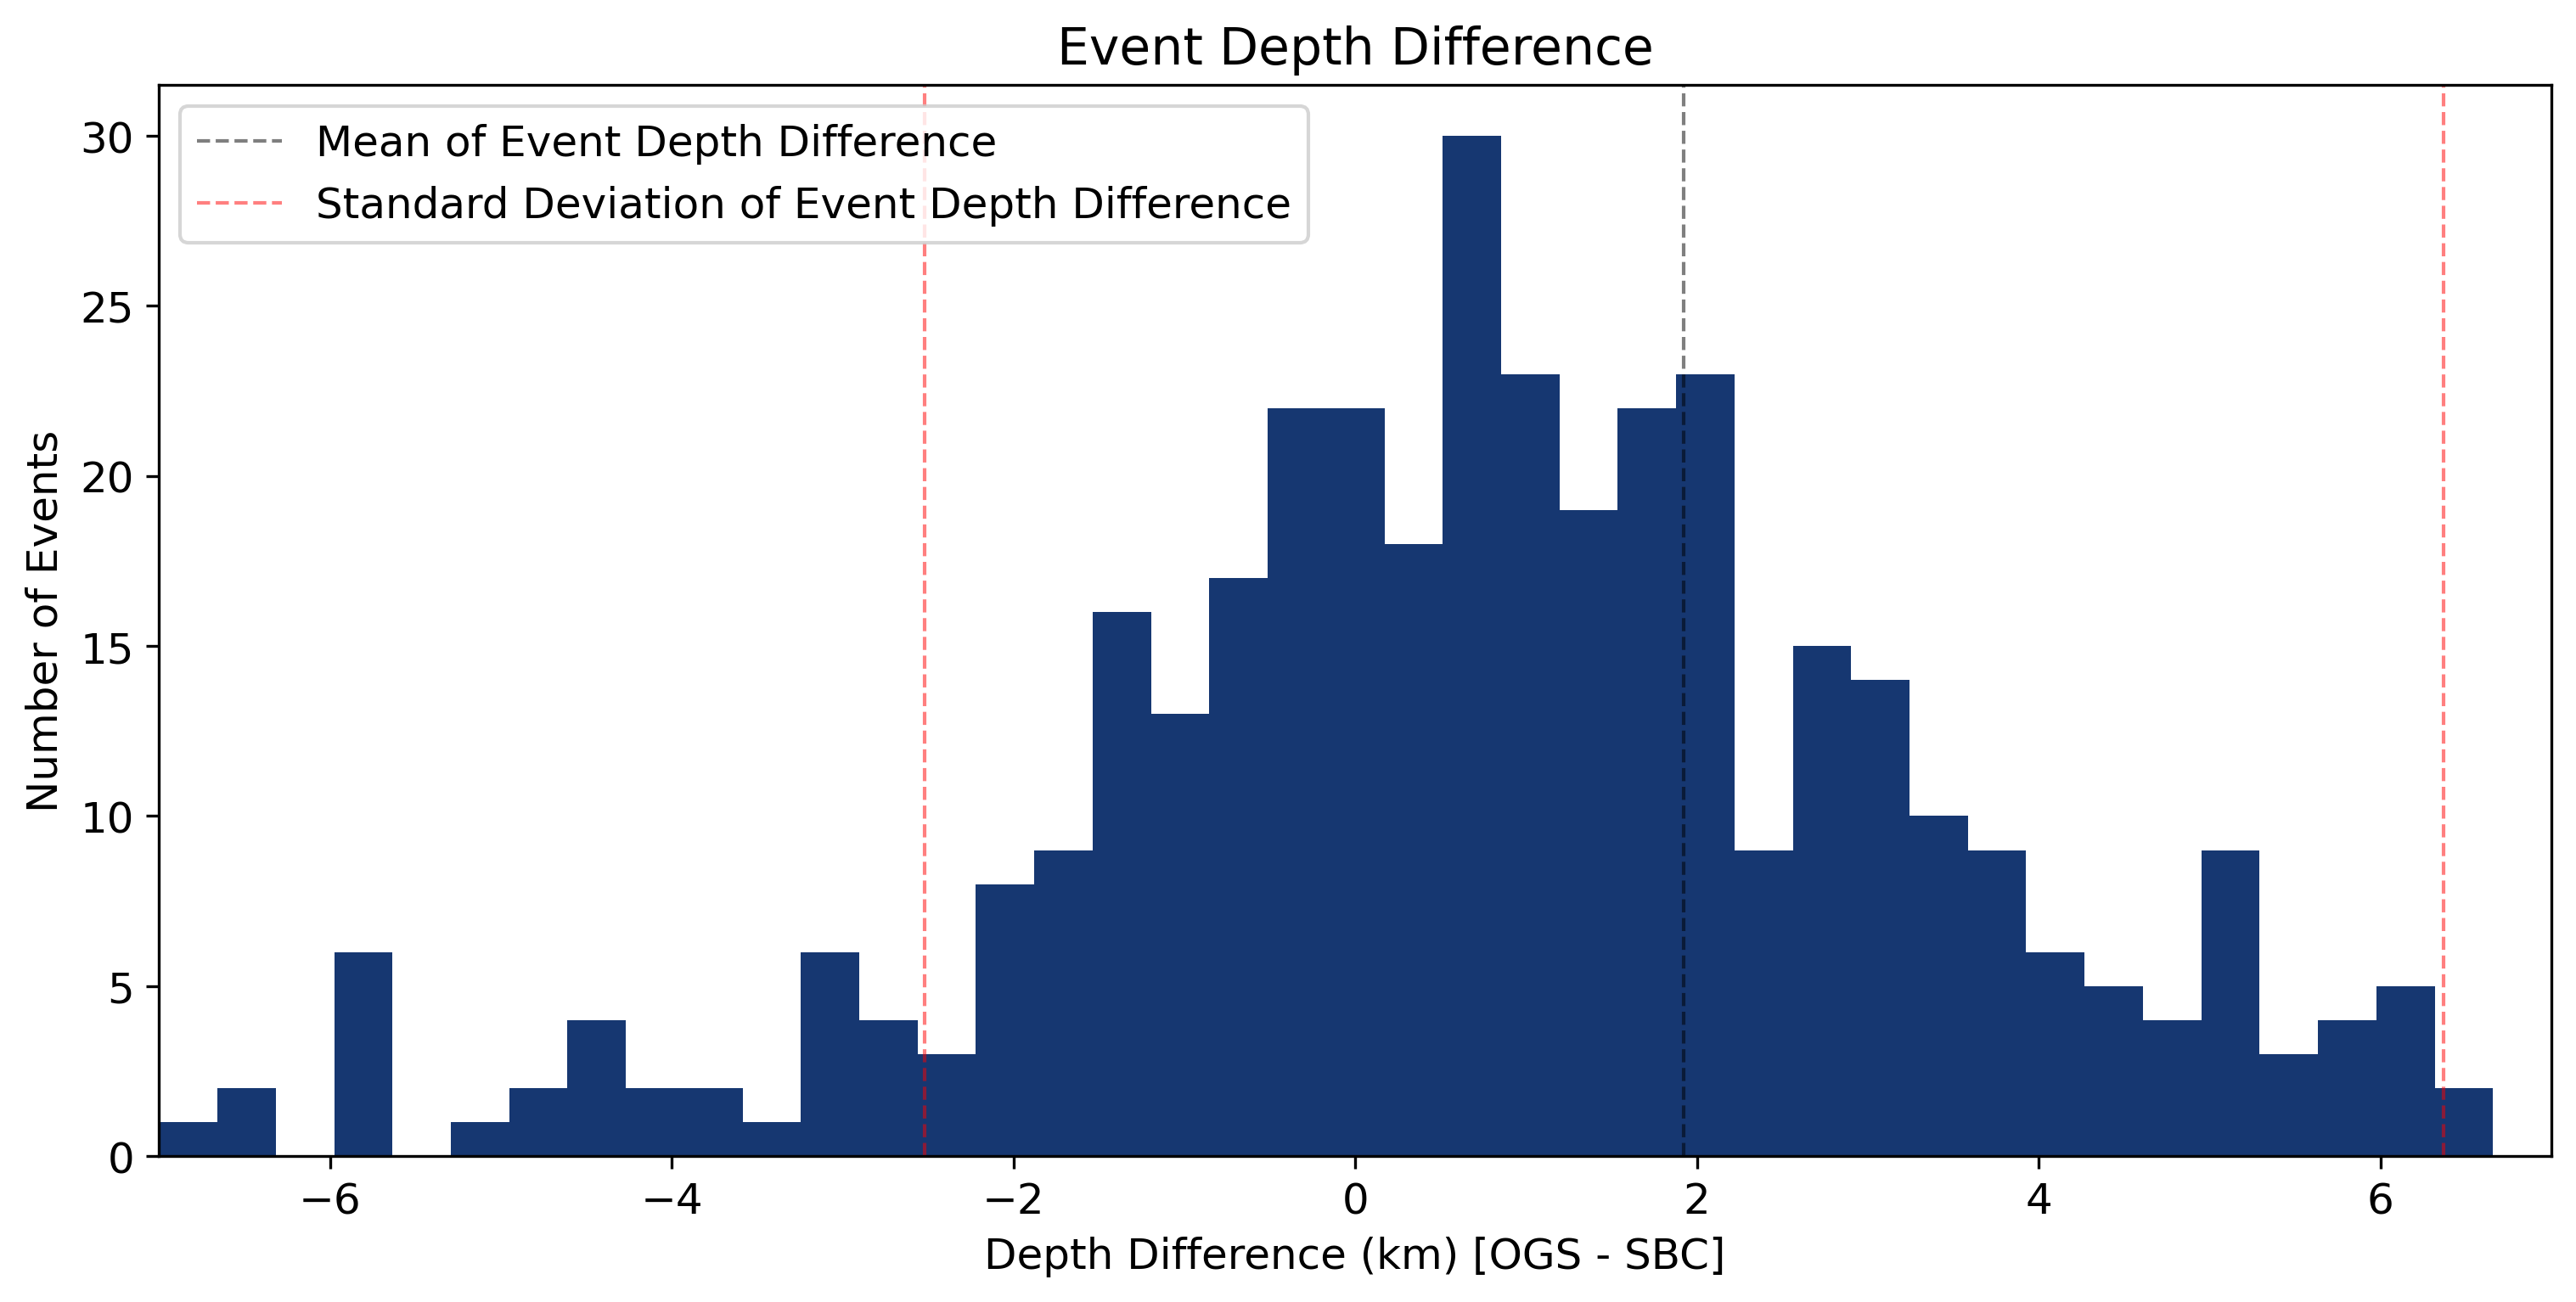 Event Depth Difference
Mean of Event Depth Difference
Standard Deviation of Event Depth Difference
30
25
20
15
10
5
0
Number of Events
−6 −4 −2 0 2 4 6
Depth Difference (km) [OGS - SBC]